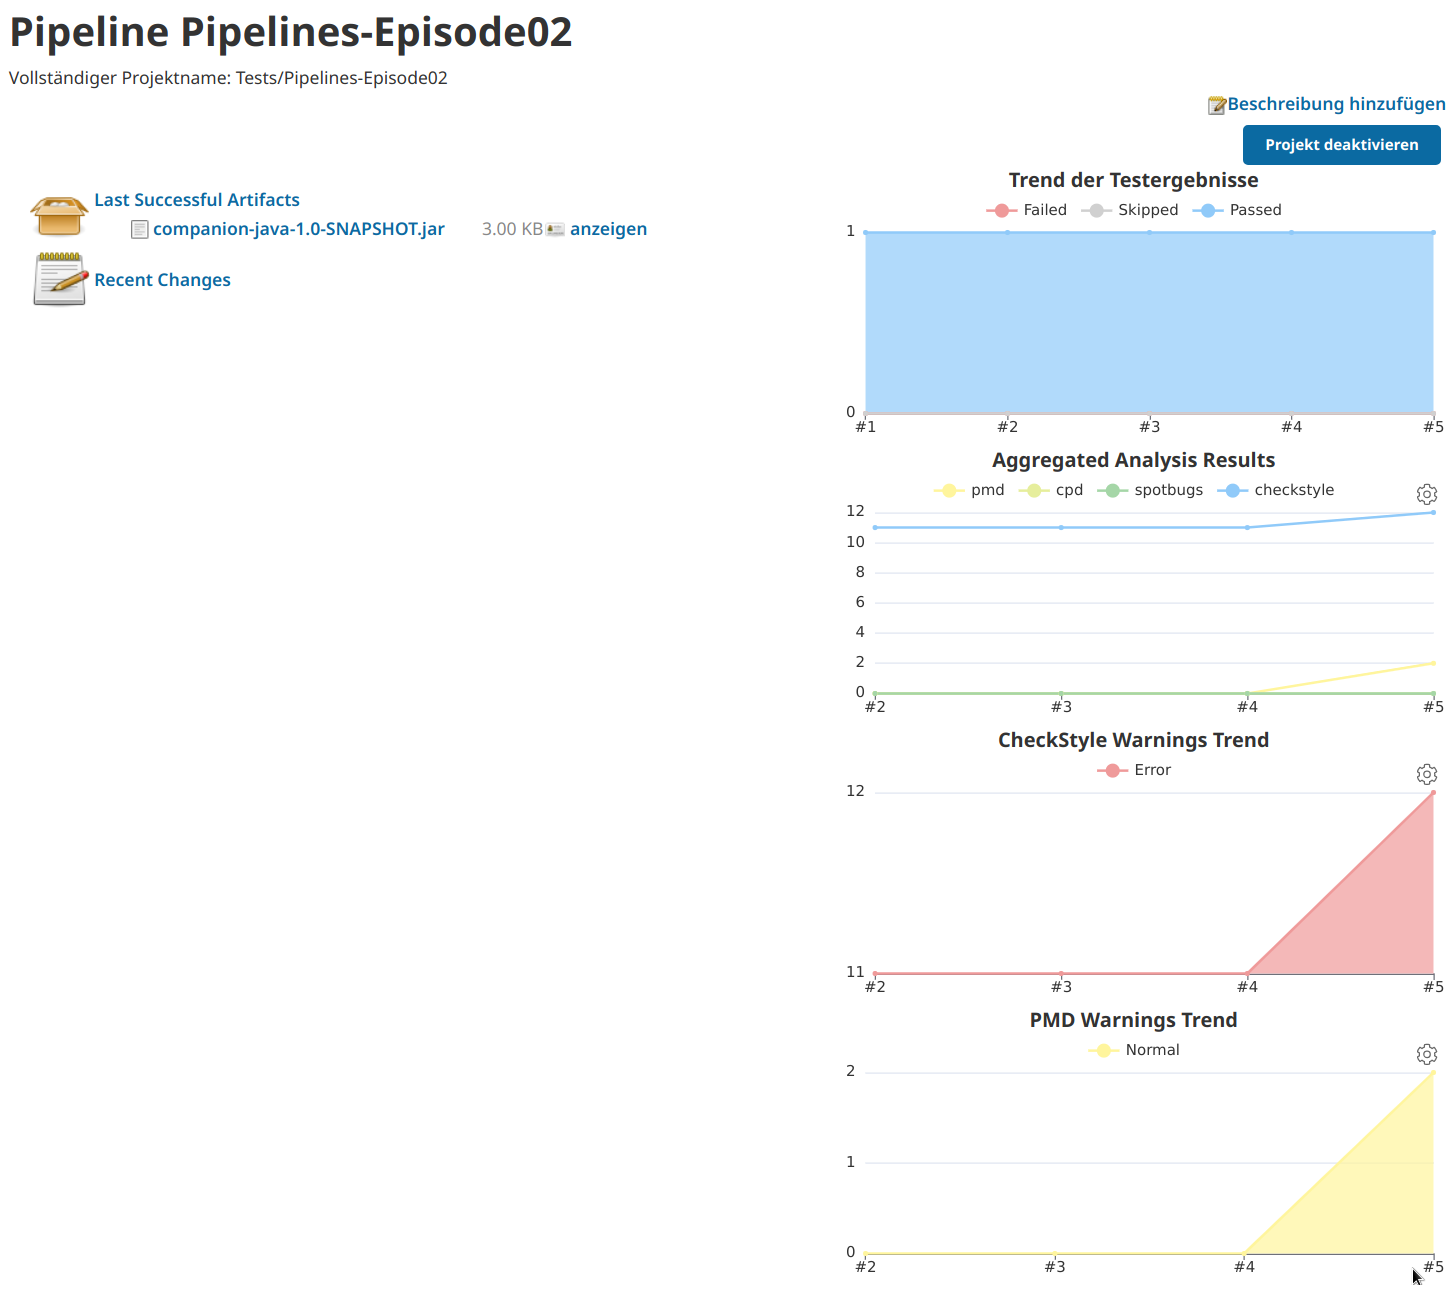 Pipeline Pipelines-Episode02
Vollständiger Projektname: Tests/Pipelines-Episode02
Beschreibung hinzufügen
Projekt deaktivieren
Last Successful Artifacts
companion-java-1.0-SNAPSHOT.jar 3.00 KB anzeigen
Recent Changes
Trend der Testergebnisse
Failed Skipped Passed
1
0
#1 #2 #3 #4 #5
Aggregated Analysis Results
pmd cpd spotbugs checkstyle
12
10
8
6
4
2
0
#2 #3 #4 #5
CheckStyle Warnings Trend
Error
12
11
#2 #3 #4 #5
PMD Warnings Trend
Normal
2
1
0
#2 #3 #4 #5